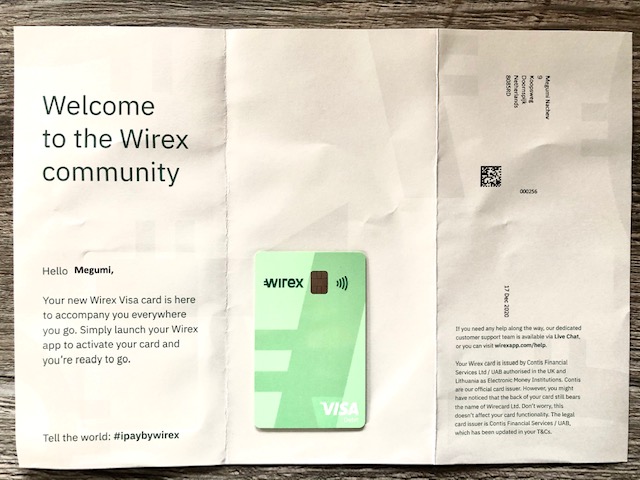 Welcome
to the Wirex
community
Hello Megumi,
Your new Wirex Visa card is here
to accompany you everywhere
you go. Simply launch your Wirex
app to activate your card and
you're ready to go.
Tell the world: #ipaybywirex
wirex
VISA
Megumi Nachev
9
Koopsweg
Doornspijk
Netherlands
8085RD
000256
17 Dec 2020
If you need any help along the way, our dedicated
customer support team is available via Live Chat,
or you can visit wirexapp.com/help.
Your Wirex card is issued by Contis Financial
Services Ltd / UAB authorised in the UK and
Lithuania as Electronic Money Institutions. Contis
are our official card issuer. However, you might
have noticed that the back of your card still bears
the name of Wirecard Ltd. Don't worry, this
doesn't affect your card functionality. The legal
card issuer is Contis Financial Services / UAB,
which has been updated in your T&Cs.